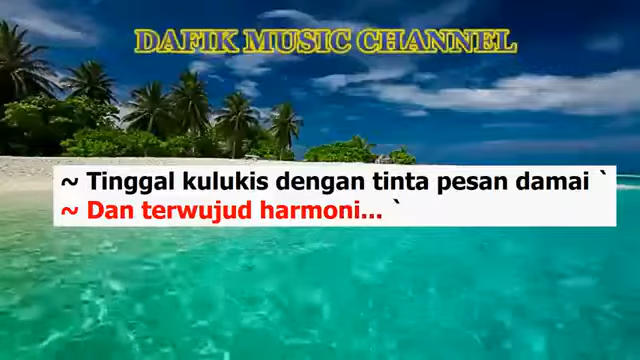 DAFIK MUSIC CHANNEL
~ Tinggal kulukis dengan tinta pesan damai `
~ Dan terwujud harmoni... `